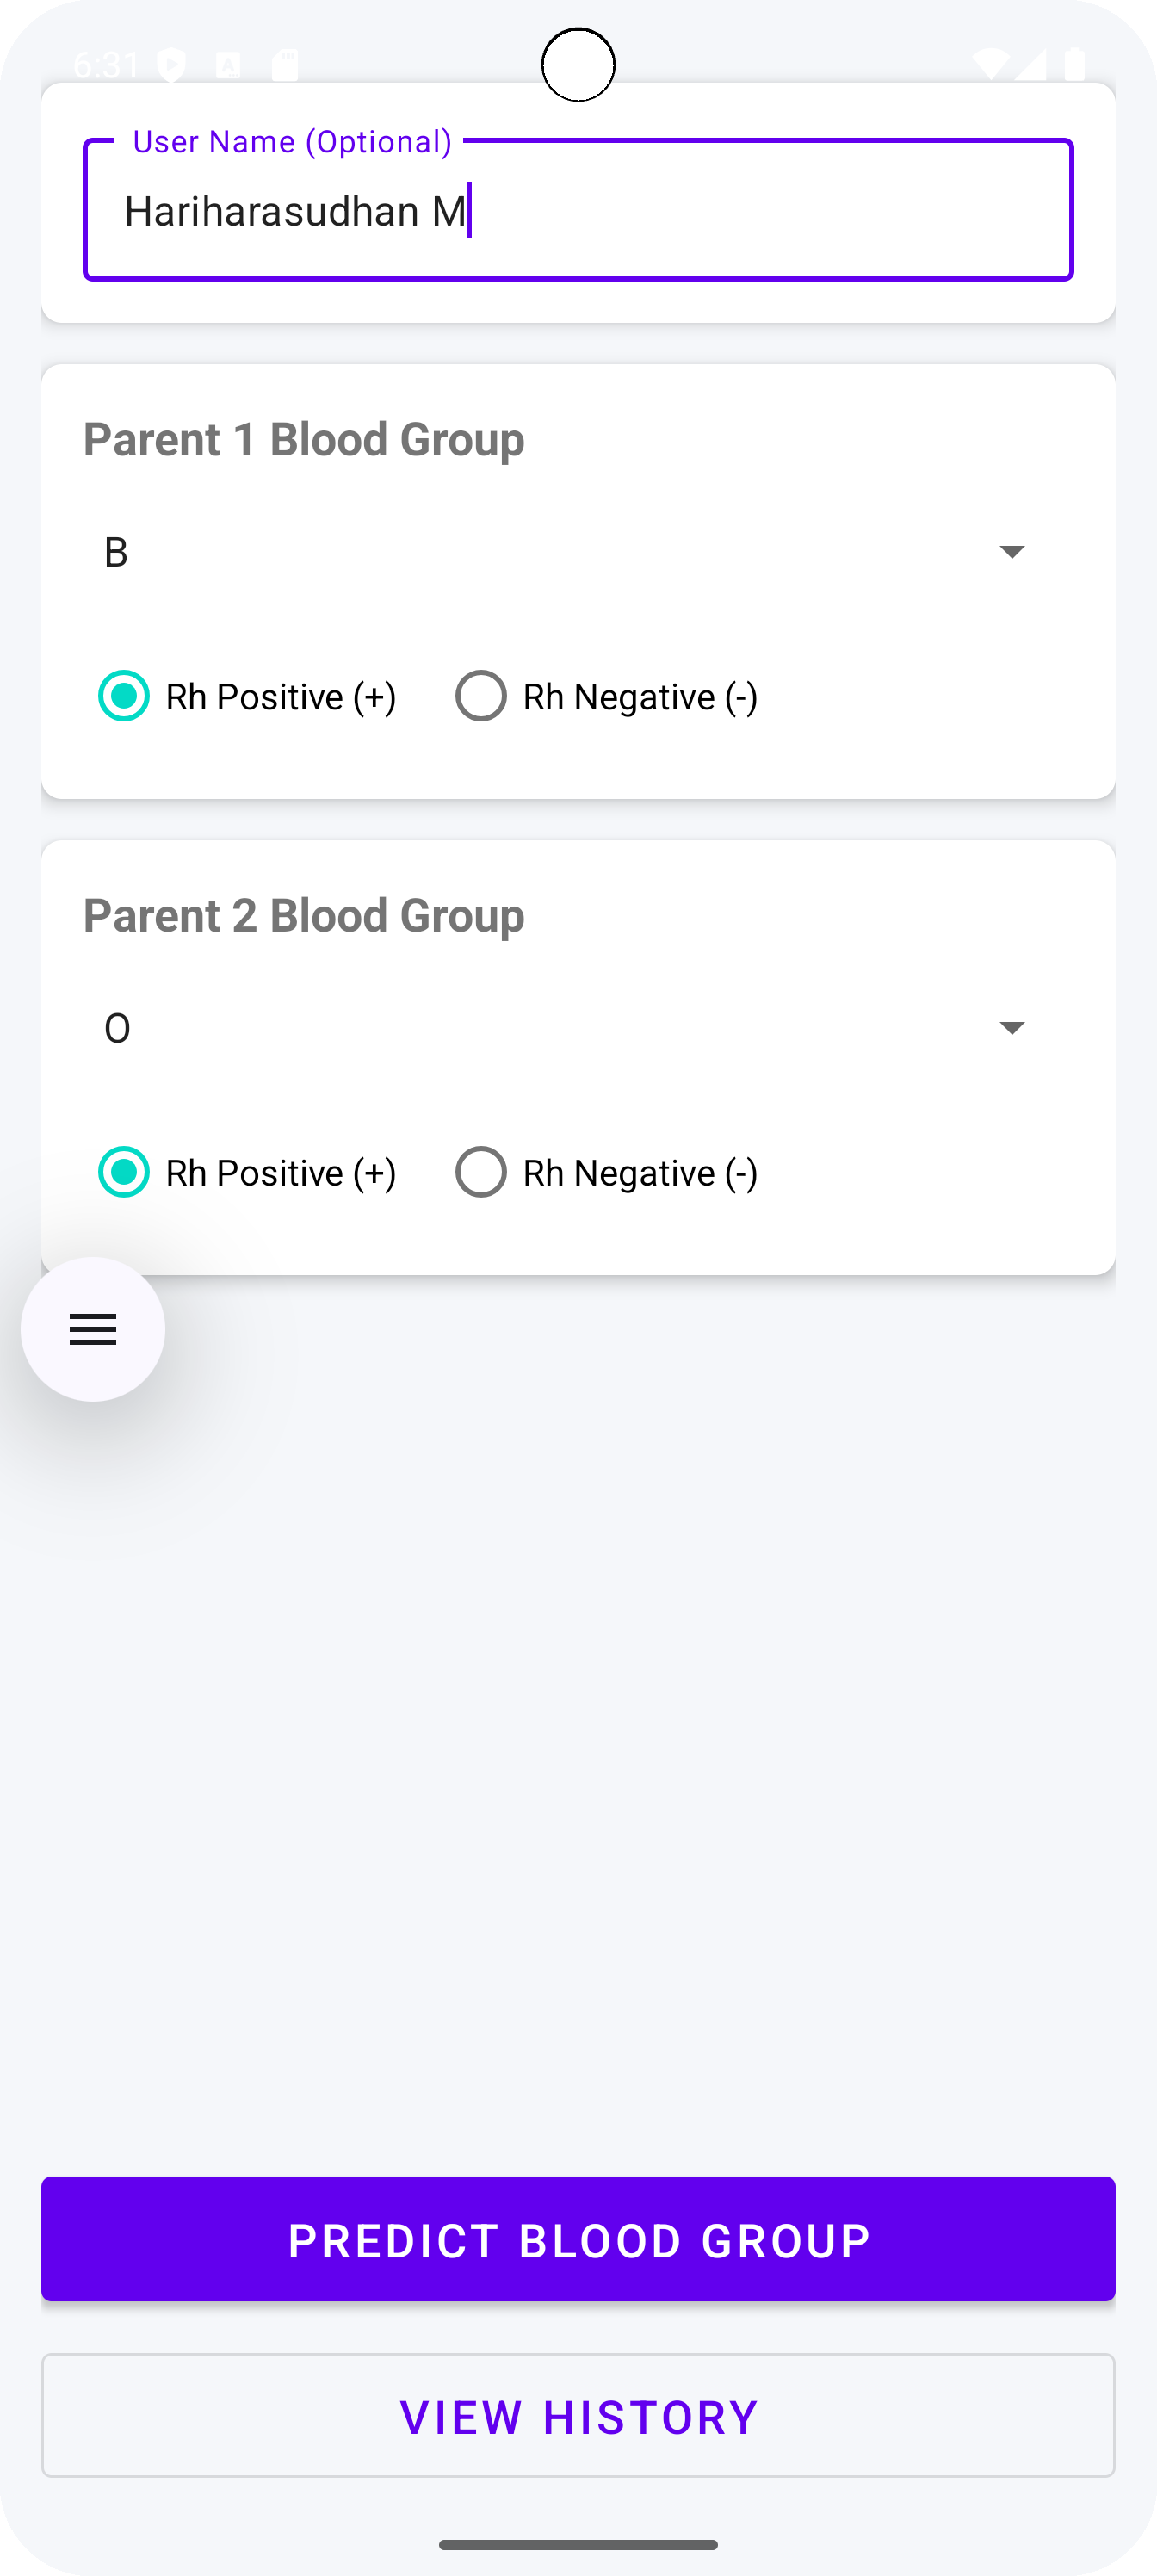 6:31
User Name (Optional)
Hariharasudhan M
Parent 1 Blood Group
B
Rh Positive (+) Rh Negative (-)
Parent 2 Blood Group
O
Rh Positive (+) Rh Negative (-)
PREDICT BLOOD GROUP
VIEW HISTORY